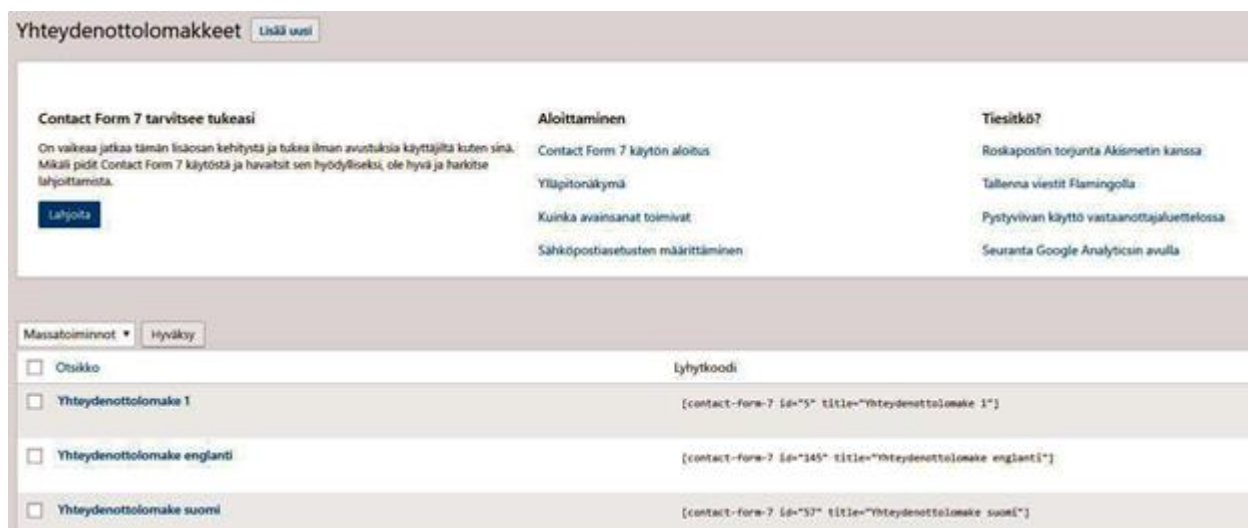 Yhteydenottolomakkeet Lisää uusi
Contact Form 7 tarvitsee tukeasi
On vaikeaa jatkaa tämän lisäosan kehitystä ja tukea ilman avustuksia käyttäjiltä kuten sinä.
Mikäli pidit Contact Form 7 käytöstä ja havaitsit sen hyödylliseksi, ole hyvä ja harkitse
lahjoittamista.
Lahjoita
Aloittaminen
Contact Form 7 käytön aloitus
Ylläpitonäkymä
Kuinka avainsanat toimivat
Sähköpostiasetusten määrittäminen
Tiesitkö?
Roskapostin torjunta Akismetin kanssa
Tallenna viestit Flamingolla
Pystyviivan käyttö vastaanottajaluettelossa
Seuranta Google Analyticsin avulla
Massatoiminnot Hyväksy
Otsikko Lyhytkoodi
Yhteydenottolomake 1 [contact-form-7 id="5" title="Yhteydenottolomake 1"]
Yhteydenottolomake englanti [contact-form-7 id="145" title="Yhteydenottolomake englanti"]
Yhteydenottolomake suomi [contact-form-7 id="57" title="Yhteydenottolomake suomi"]